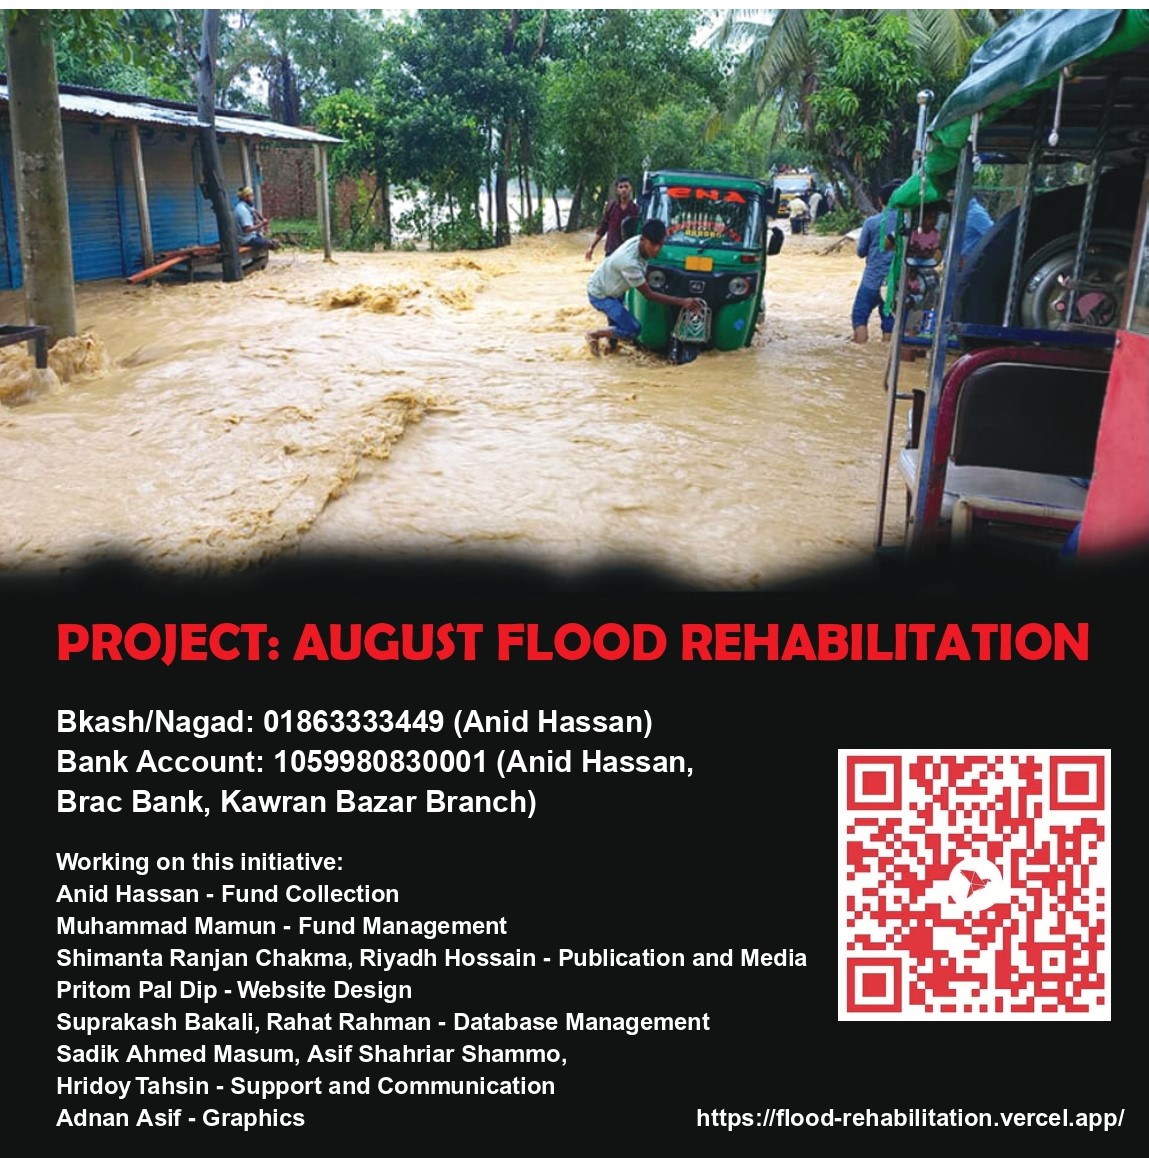 ENA
PROJECT: AUGUST FLOOD REHABILITATION
Bkash/Nagad: 01863333449 (Anid Hassan)
Bank Account: 1059980830001 (Anid Hassan,
Brac Bank, Kawran Bazar Branch)
Working on this initiative:
Anid Hassan - Fund Collection
Muhammad Mamun - Fund Management
Shimanta Ranjan Chakma, Riyadh Hossain - Publication and Media
Pritom Pal Dip - Website Design
Suprakash Bakali, Rahat Rahman - Database Management
Sadik Ahmed Masum, Asif Shahriar Shammo,
Hridoy Tahsin - Support and Communication
Adnan Asif - Graphics
https://flood-rehabilitation.vercel.app/